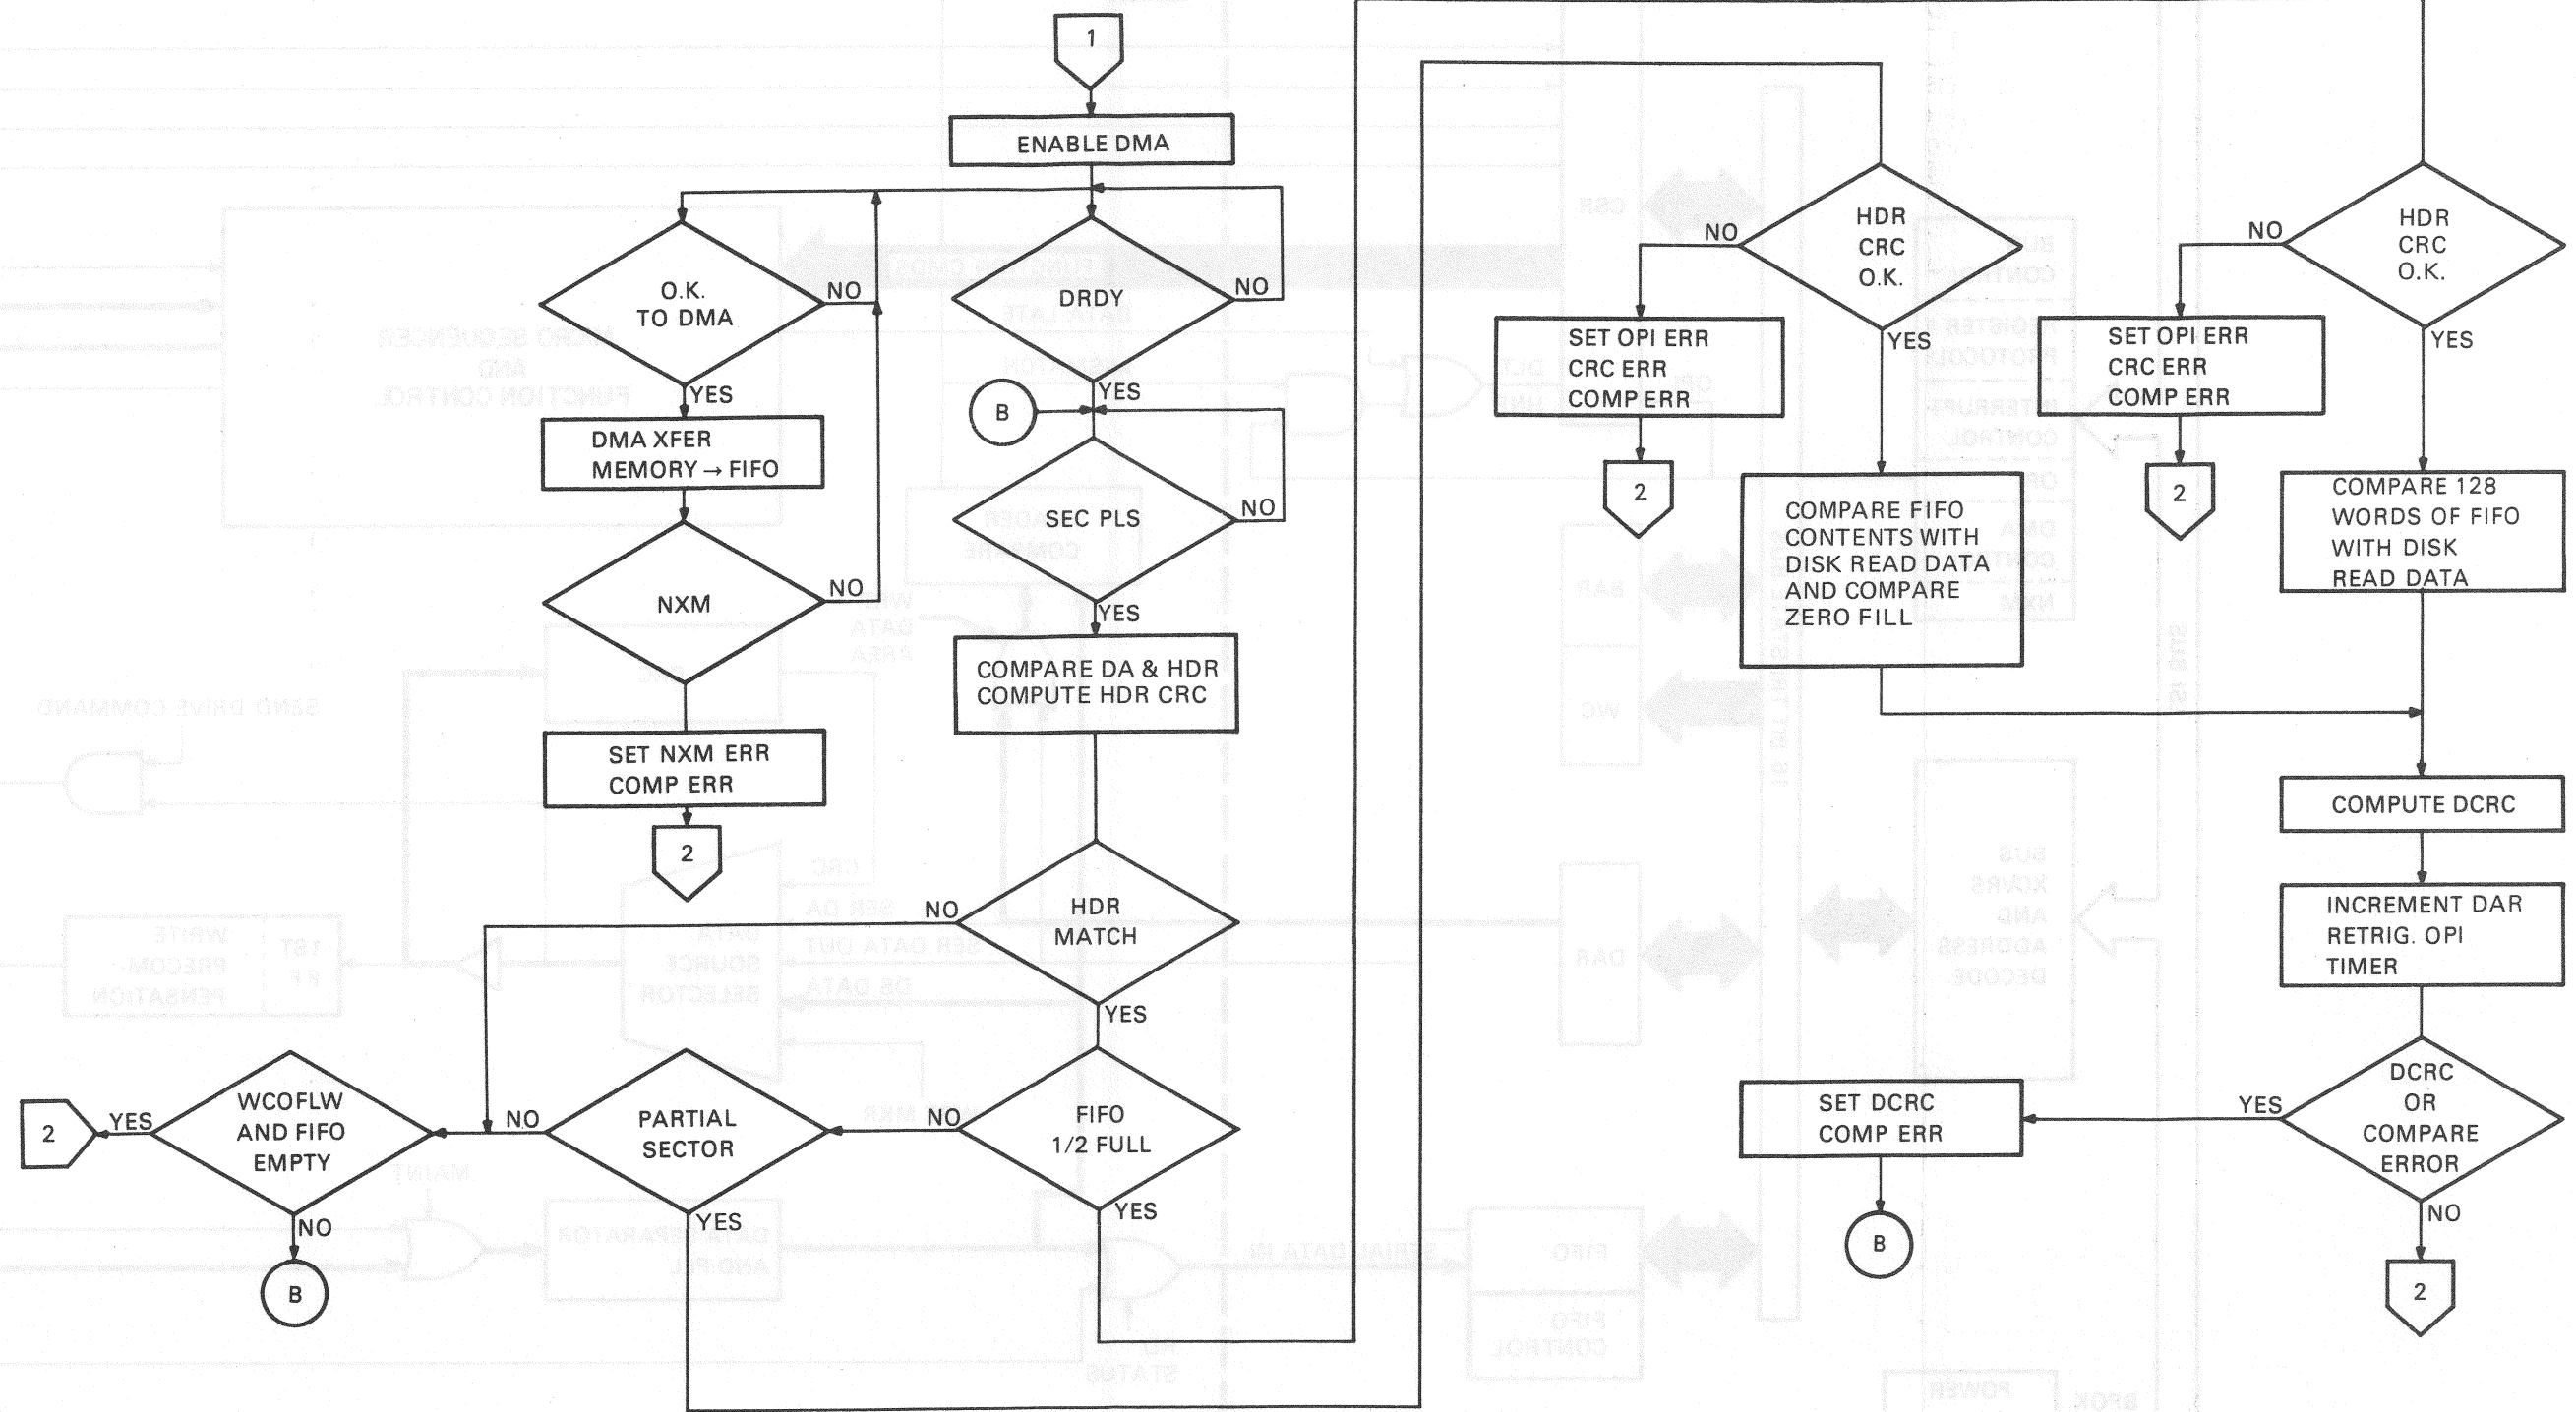 1
ENABLE DMA
O.K.
TO DMA
NO
YES
DMA XFER
MEMORY → FIFO
NXM
NO
SET NXM ERR
COMP ERR
2
DRDY
NO
YES
B
SEC PLS
NO
YES
COMPARE DA & HDR
COMPUTE HDR CRC
HDR
MATCH
NO
YES
FIFO
1/2 FULL
NO
YES
PARTIAL
SECTOR
NO
YES
WCOFLW
AND FIFO
EMPTY
YES
2
NO
B
HDR
CRC
O.K.
NO
YES
SET OPI ERR
CRC ERR
COMP ERR
2
COMPARE FIFO
CONTENTS WITH
DISK READ DATA
AND COMPARE
ZERO FILL
HDR
CRC
O.K.
NO
YES
SET OPI ERR
CRC ERR
COMP ERR
2
COMPARE 128
WORDS OF FIFO
WITH DISK
READ DATA
COMPUTE DCRC
INCREMENT DAR
RETRIG. OPI
TIMER
DCRC
OR
COMPARE
ERROR
YES
SET DCRC
COMP ERR
B
NO
2